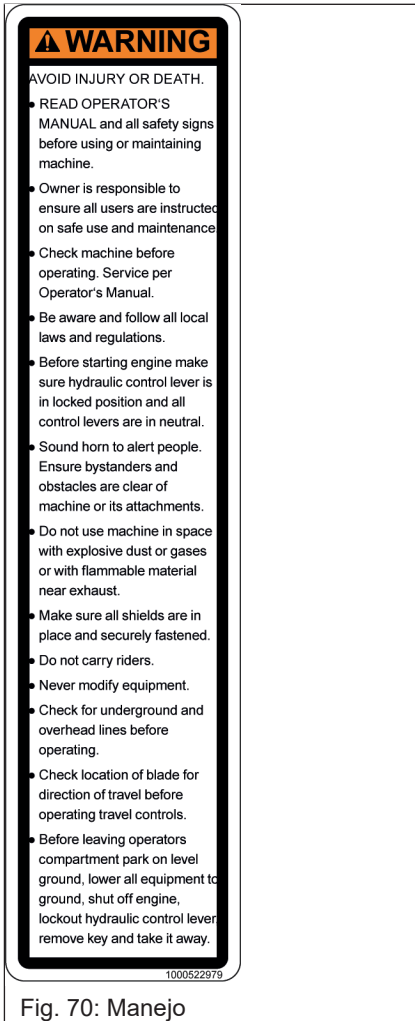 WARNING
AVOID INJURY OR DEATH.
• READ OPERATOR'S
MANUAL and all safety signs
before using or maintaining
machine.
• Owner is responsible to
ensure all users are instructed
on safe use and maintenance
• Check machine before
operating. Service per
Operator's Manual.
• Be aware and follow all local
laws and regulations.
• Before starting engine make
sure hydraulic control lever is
in locked position and all
control levers are in neutral.
• Sound horn to alert people.
Ensure bystanders and
obstacles are clear of
machine or its attachments.
• Do not use machine in space
with explosive dust or gases
or with flammable material
near exhaust.
• Make sure all shields are in
place and securely fastened.
• Do not carry riders.
• Never modify equipment.
• Check for underground and
overhead lines before
operating.
• Check location of blade for
direction of travel before
operating travel controls.
• Before leaving operators
compartment park on level
ground, lower all equipment to
ground, shut off engine,
lockout hydraulic control lever,
remove key and take it away.
1000522979
Fig. 70: Manejo